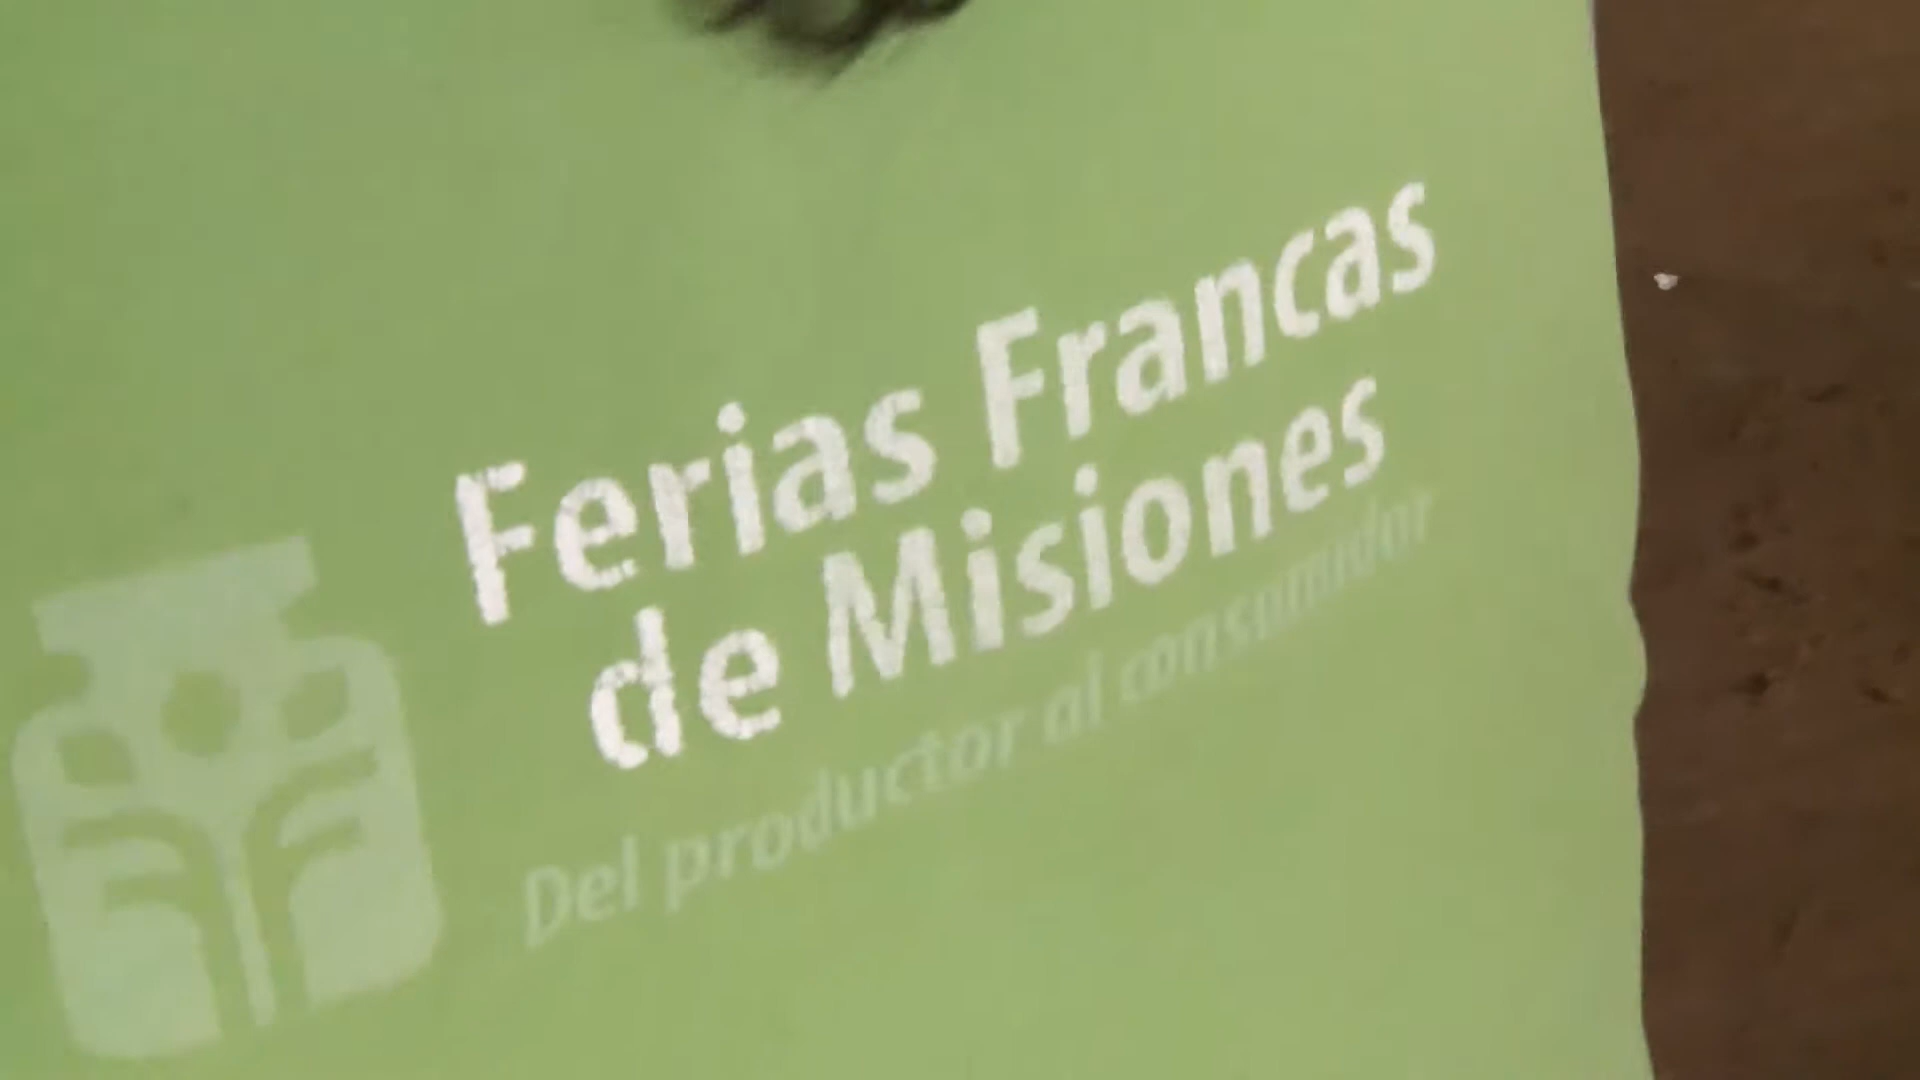 Ferias Francas
de Misiones
Del productor al consumidor